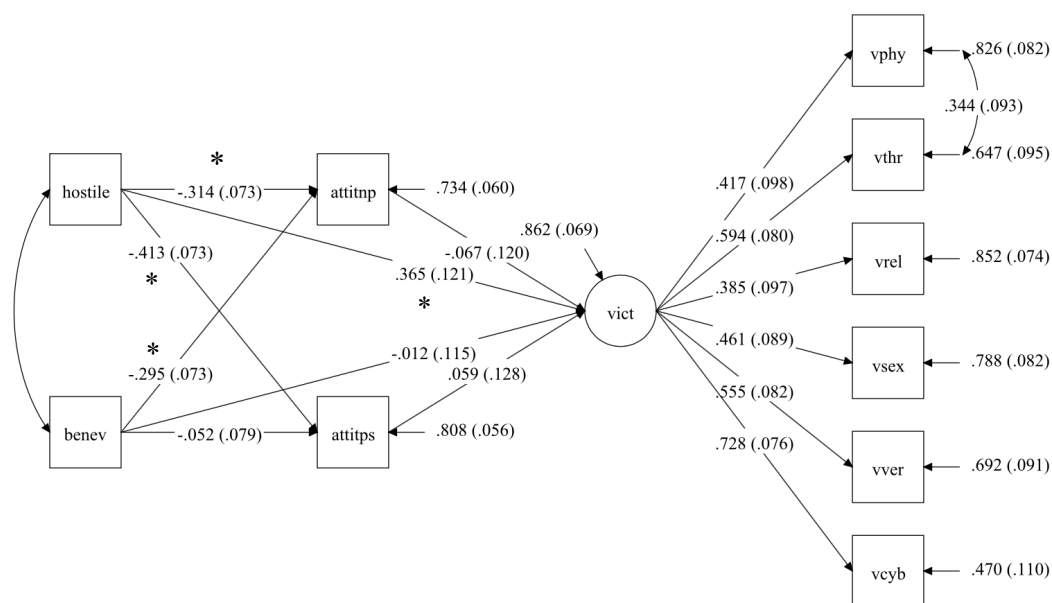 vphy
.826 (.082)
.344 (.093)
vthr
.647 (.095)
*
hostile
-.314 (.073)
attitnp
.734 (.060)
.417 (.098)
.862 (.069)
.594 (.080)
-.413 (.073)
-.067 (.120)
vrel
.852 (.074)
.365 (.121)
.385 (.097)
*
*
vict
.461 (.089)
*
-.012 (.115)
vsex
.788 (.082)
-.295 (.073)
.059 (.128)
.555 (.082)
benev
-.052 (.079)
attitps
.808 (.056)
.728 (.076)
vver
.692 (.091)
vcyb
.470 (.110)